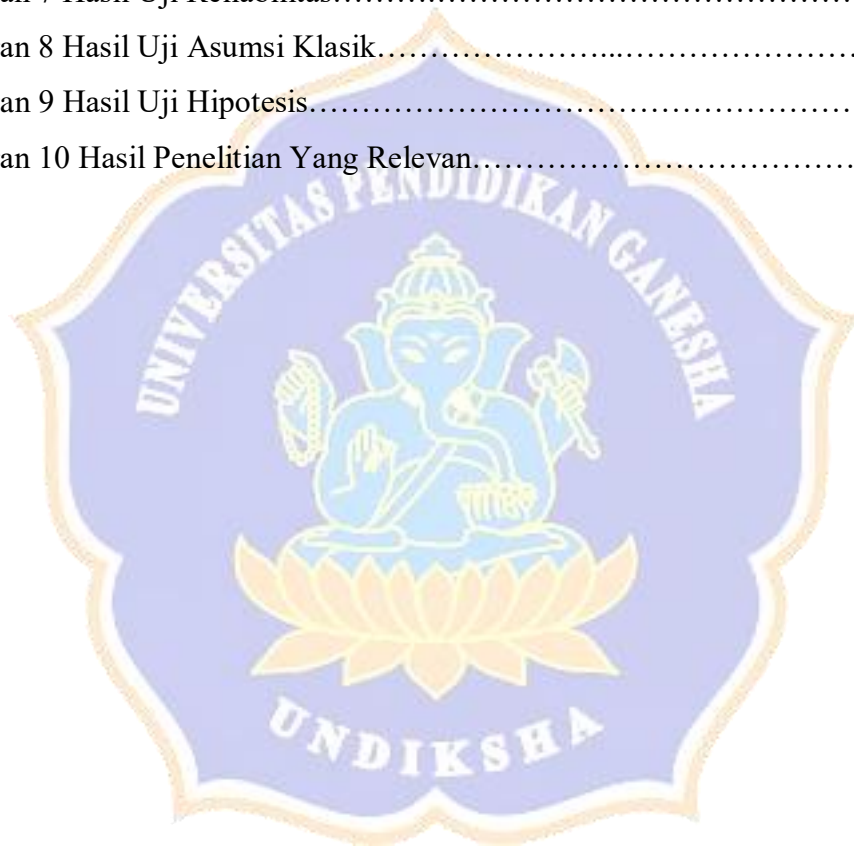 an 7 Hasil Uji Reliabilitas……………………………………………
an 8 Hasil Uji Asumsi Klasik…………………...……………………
an 9 Hasil Uji Hipotesis………………………………………………
an 10 Hasil Penelitian Yang Relevan…………………………………
UNIVERSITAS PENDIDIKAN GANESHA
UNDIKSHA